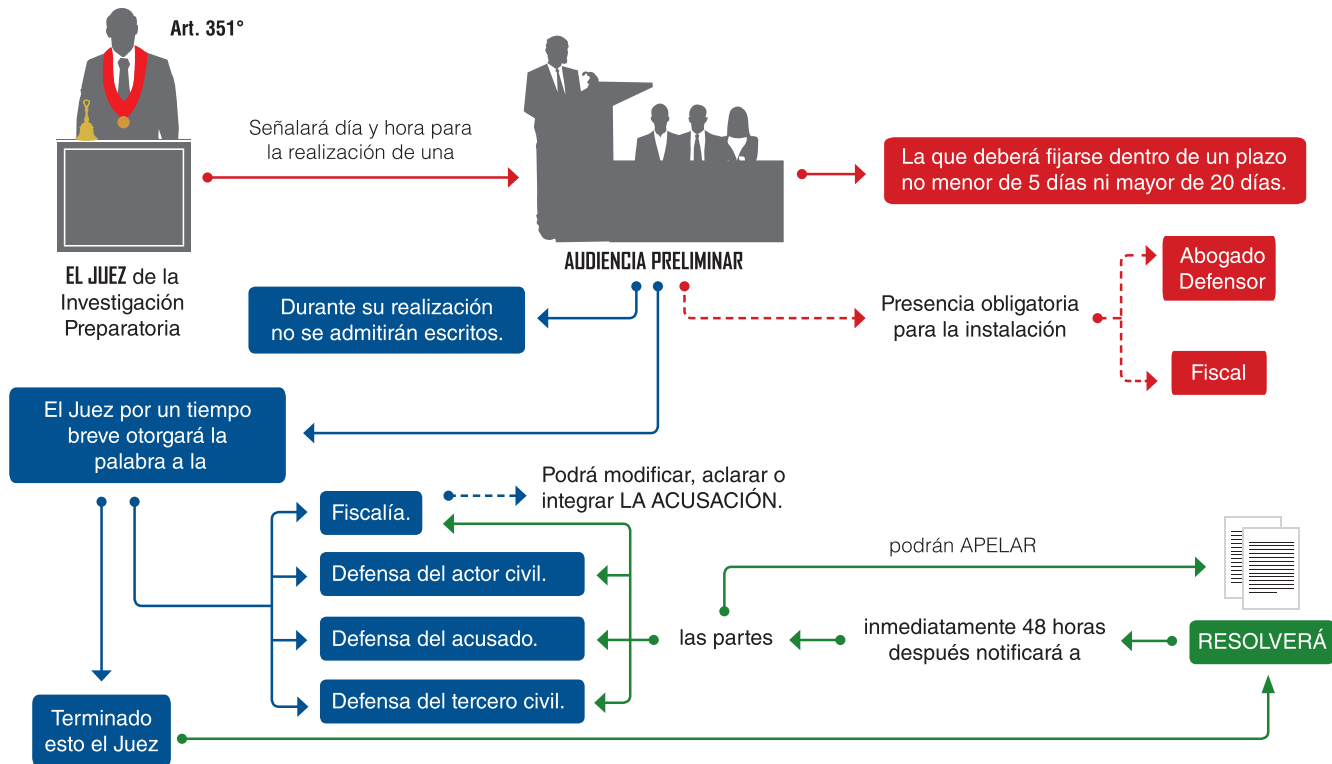 Art. 351°
EL JUEZ de la
Investigación
Preparatoria
Señalará día y hora para
la realización de una
AUDIENCIA PRELIMINAR
La que deberá fijarse dentro de un plazo
no menor de 5 días ni mayor de 20 días.
Presencia obligatoria
para la instalación
Abogado
Defensor
Fiscal
Durante su realización
no se admitirán escritos.
El Juez por un tiempo
breve otorgará la
palabra a la
Fiscalía.
Podrá modificar, aclarar o
integrar LA ACUSACIÓN.
Defensa del actor civil.
Defensa del acusado.
Defensa del tercero civil.
Terminado
esto el Juez
RESOLVERÁ
inmediatamente 48 horas
después notificará a
las partes
podrán APELAR